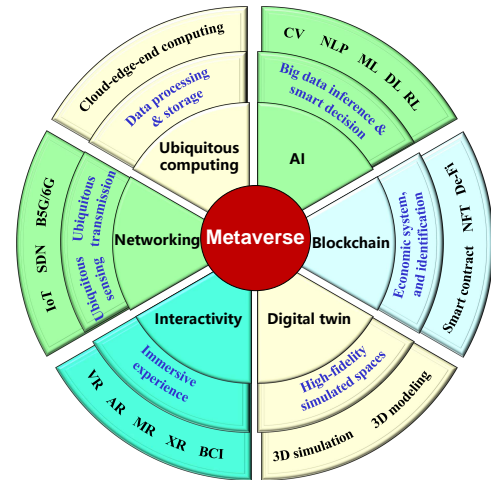 Cloud-edge-end computing
Data processing
& storage
Ubiquitous
computing
CV NLP ML DL RL
Big data inference &
smart decision
AI
B5G/6G
SDN
IoT
Ubiquitous
transmission
Ubiquitous
sensing
Networking
Metaverse
Blockchain
Economic system,
and identification
De-Fi
NFT
Smart contract
Interactivity
Immersive
experience
VR AR MR XR BCI
Digital twin
High-fidelity
simulated spaces
3D simulation 3D modeling